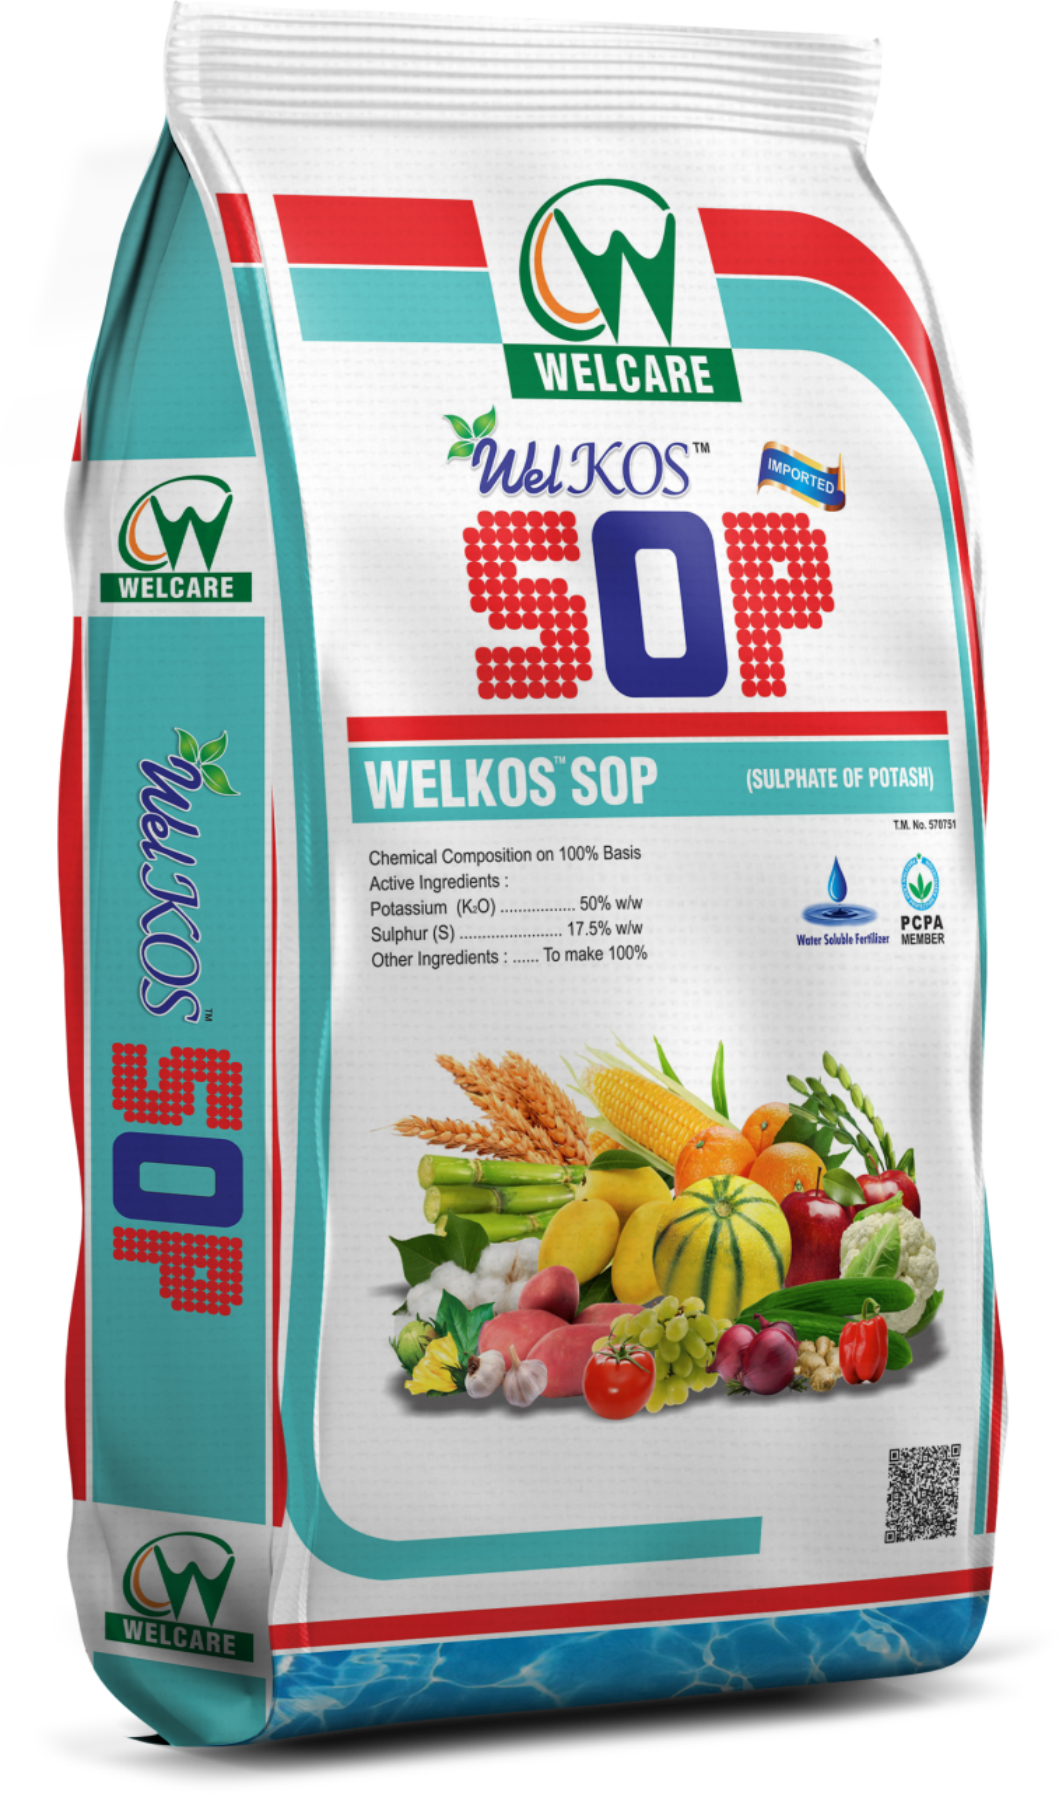 WELCARE
WelKOS™
IMPORTED
SOP
WELKOS™ SOP (SULPHATE OF POTASH)
T.M. No. 570751
Chemical Composition on 100% Basis
Active Ingredients :
Potassium (K₂O) ................. 50% w/w
Sulphur (S) ....................... 17.5% w/w
Other Ingredients : ...... To make 100%
Water Soluble Fertilizer
PCPA
MEMBER
WELCARE
WelKOS™
SOP
WELCARE